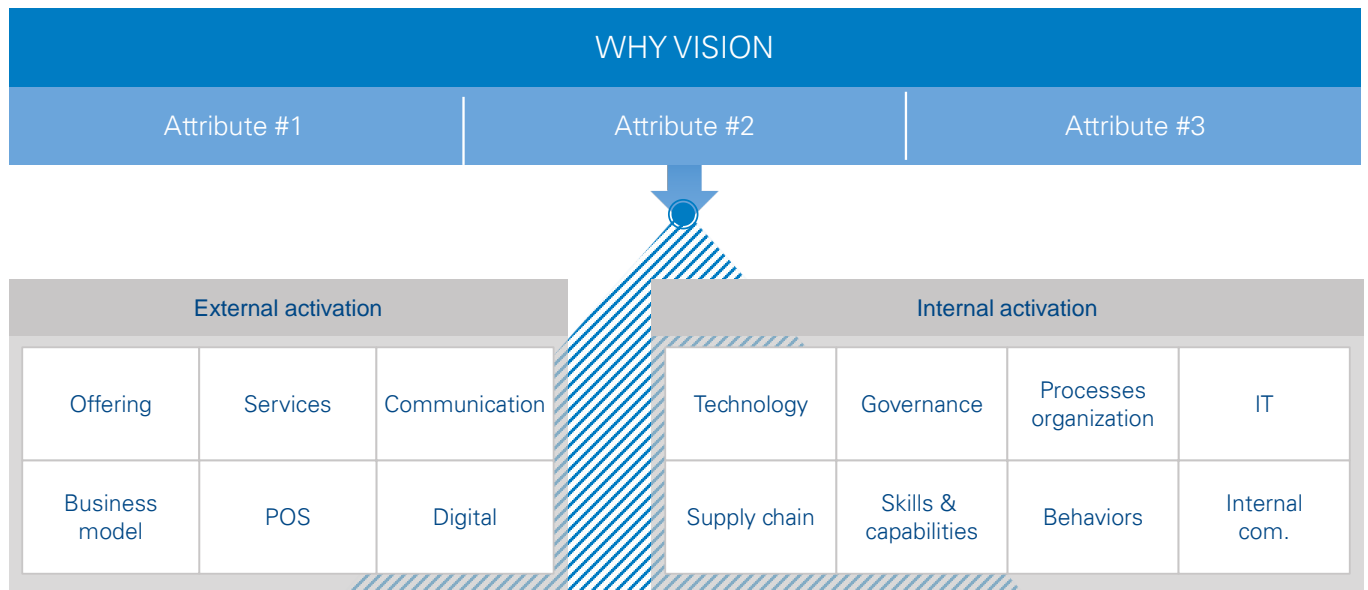 WHY VISION
Attribute #1
Attribute #2
Attribute #3
External activation
Offering
Services
Communication
Business
model
POS
Digital
Internal activation
Technology
Governance
Processes
organization
IT
Supply chain
Skills &
capabilities
Behaviors
Internal
com.